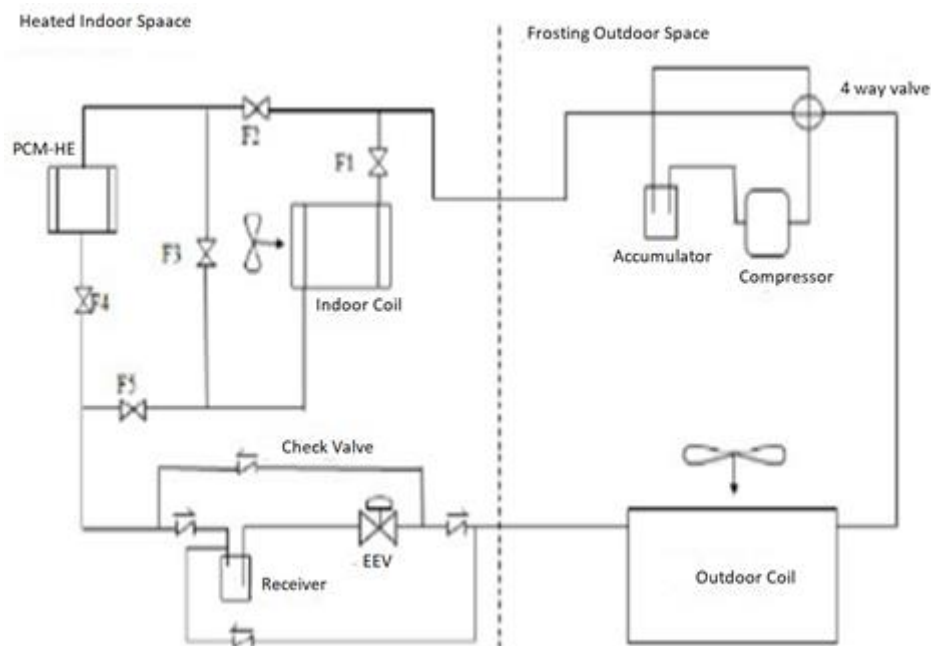 Heated Indoor Spaace
Frosting Outdoor Space
4 way valve
PCM-HE
F2
F1
F3
Accumulator
Compressor
Indoor Coil
F4
F5
Check Valve
EEV
Receiver
Outdoor Coil